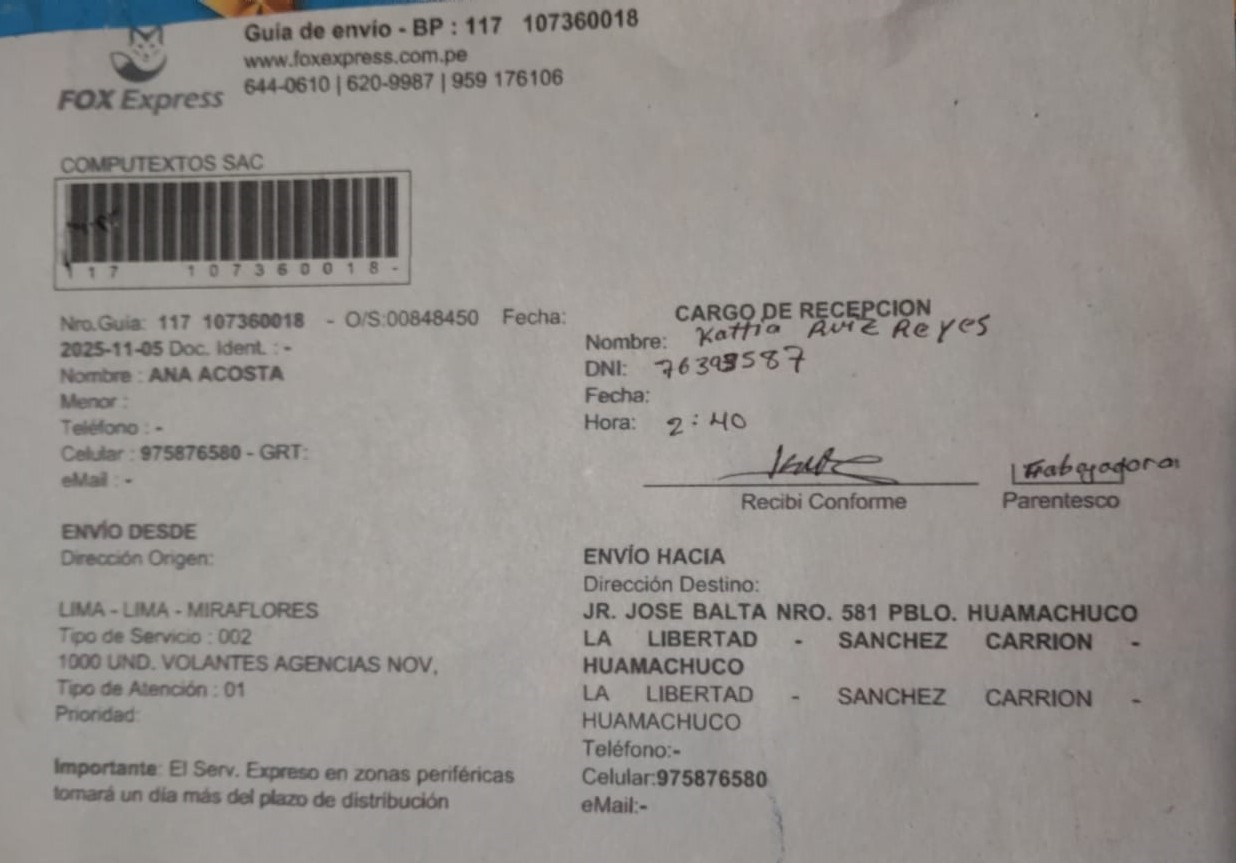 Guia de envio - BP : 117 107360018
www.foxexpress.com.pe
644-0610 | 620-9987 | 959 176106
FOX Express
COMPUTEXTOS SAC
117 107360018-
Nro.Guia: 117 107360018 - O/S:00848450 Fecha:
2025-11-05 Doc. Ident. : -
Nombre : ANA ACOSTA
Menor :
Teléfono : -
Celular : 975876580 - GRT:
eMail : -
CARGO DE RECEPCION
Nombre: Kattia Ruiz Reyes
DNI:
Fecha:
Hora: 2:40
Recibi Conforme
Trabajadora
Parentesco
ENVÍO DESDE
Dirección Origen:
LIMA - LIMA - MIRAFLORES
Tipo de Servicio : 002
1000 UND. VOLANTES AGENCIAS NOV,
Tipo de Atención : 01
Prioridad:
Importante: El Serv. Expreso en zonas periféricas
tomará un día más del plazo de distribución
ENVÍO HACIA
Dirección Destino:
JR. JOSE BALTA NRO. 581 PBLO. HUAMACHUCO
LA LIBERTAD - SANCHEZ CARRION -
HUAMACHUCO
LA LIBERTAD - SANCHEZ CARRION -
HUAMACHUCO
Teléfono:-
Celular:975876580
eMail:-